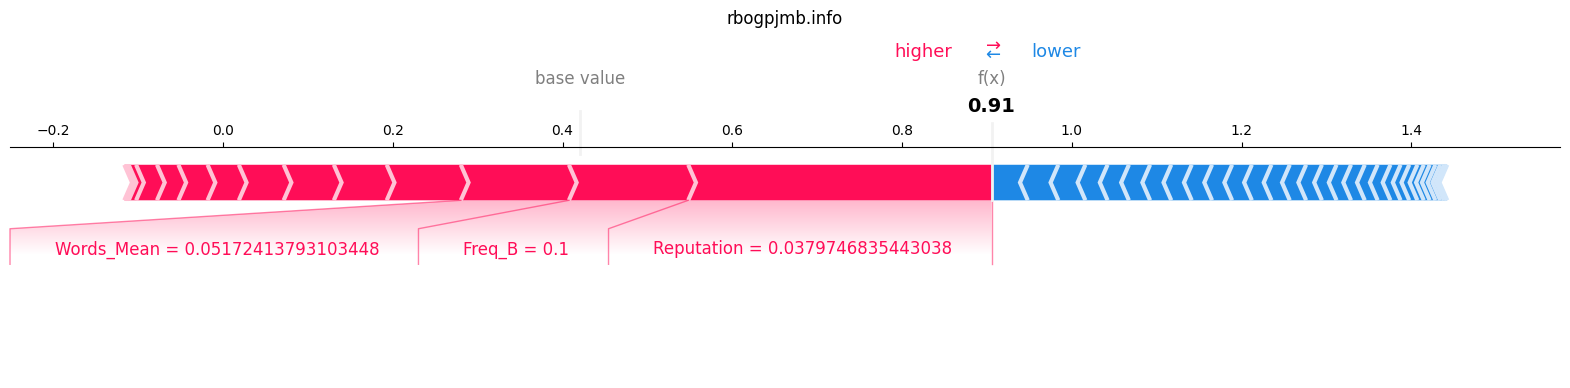 rbogpjmb.info
higher ⇄ lower
base value f(x)
0.91
−0.2 0.0 0.2 0.4 0.6 0.8 1.0 1.2 1.4
Words_Mean = 0.05172413793103448 Freq_B = 0.1 Reputation = 0.0379746835443038